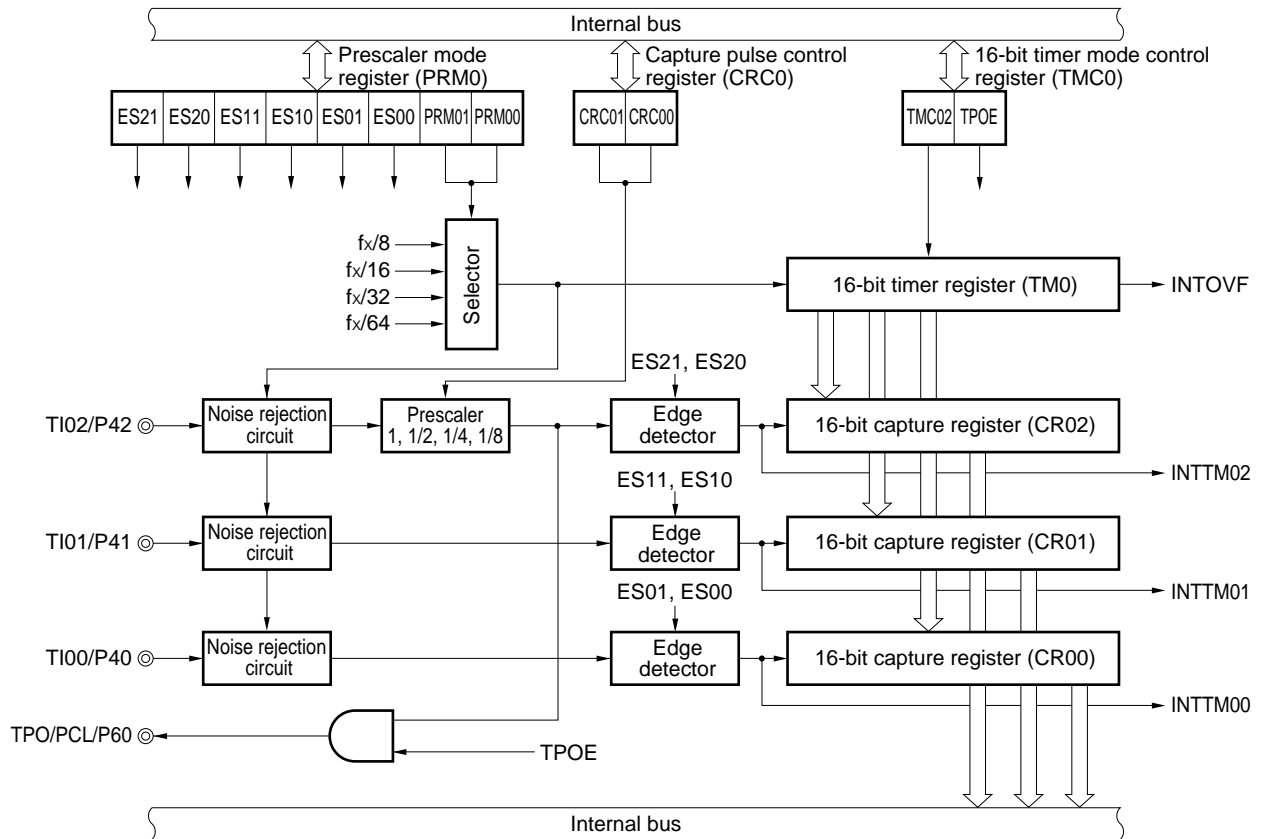 Internal bus
Prescaler mode
register (PRM0)
Capture pulse control
register (CRC0)
16-bit timer mode control
register (TMC0)
ES21 ES20 ES11 ES10 ES01 ES00 PRM01 PRM00
CRC01 CRC00
TMC02 TPOE
fX/8
fX/16
fX/32
fX/64
Selector
16-bit timer register (TM0)
INTOVF
ES21, ES20
TI02/P42
Noise rejection
circuit
Prescaler
1, 1/2, 1/4, 1/8
Edge
detector
16-bit capture register (CR02)
INTTM02
ES11, ES10
TI01/P41
Noise rejection
circuit
Edge
detector
16-bit capture register (CR01)
INTTM01
ES01, ES00
TI00/P40
Noise rejection
circuit
Edge
detector
16-bit capture register (CR00)
INTTM00
TPO/PCL/P60
TPOE
Internal bus